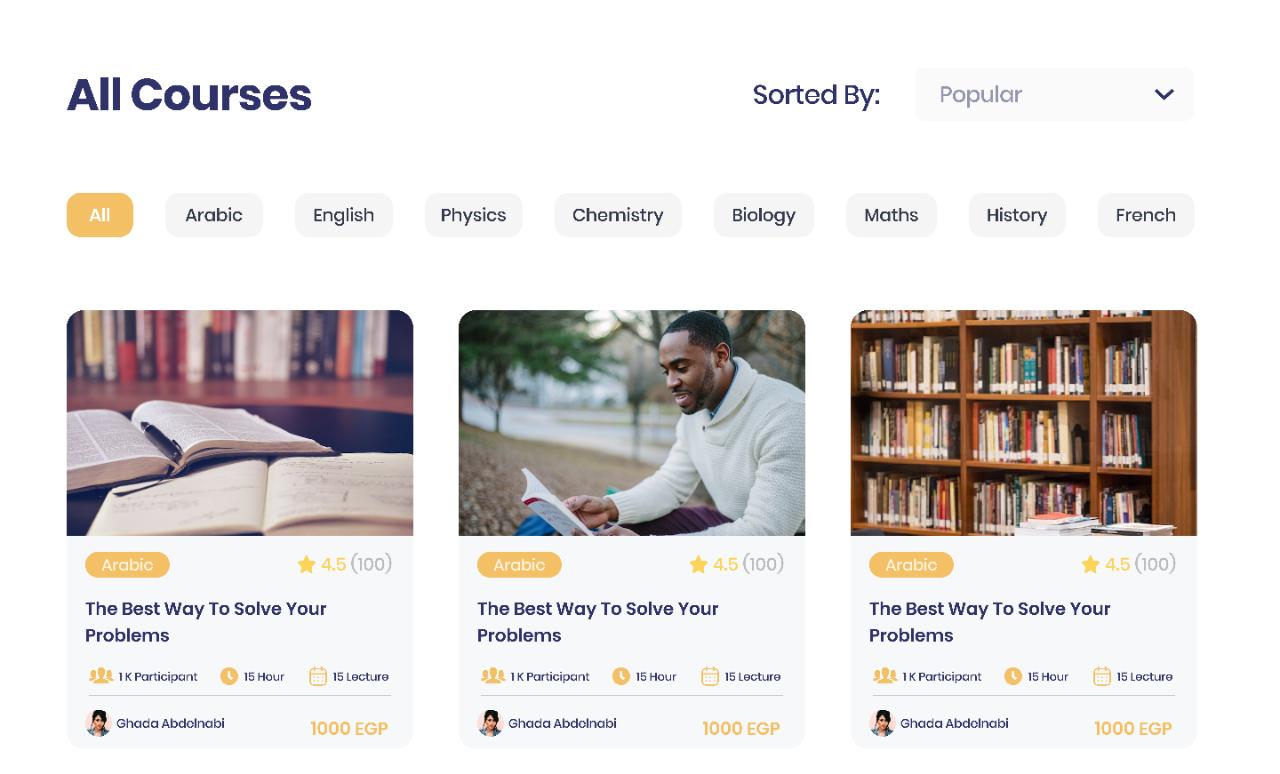 All Courses
Sorted By:
Popular
All
Arabic
English
Physics
Chemistry
Biology
Maths
History
French
Arabic
4.5 (100)
The Best Way To Solve Your
Problems
1 K Participant
15 Hour
15 Lecture
Ghada Abdelnabi
1000 EGP
Arabic
4.5 (100)
The Best Way To Solve Your
Problems
1 K Participant
15 Hour
15 Lecture
Ghada Abdelnabi
1000 EGP
Arabic
4.5 (100)
The Best Way To Solve Your
Problems
1 K Participant
15 Hour
15 Lecture
Ghada Abdelnabi
1000 EGP